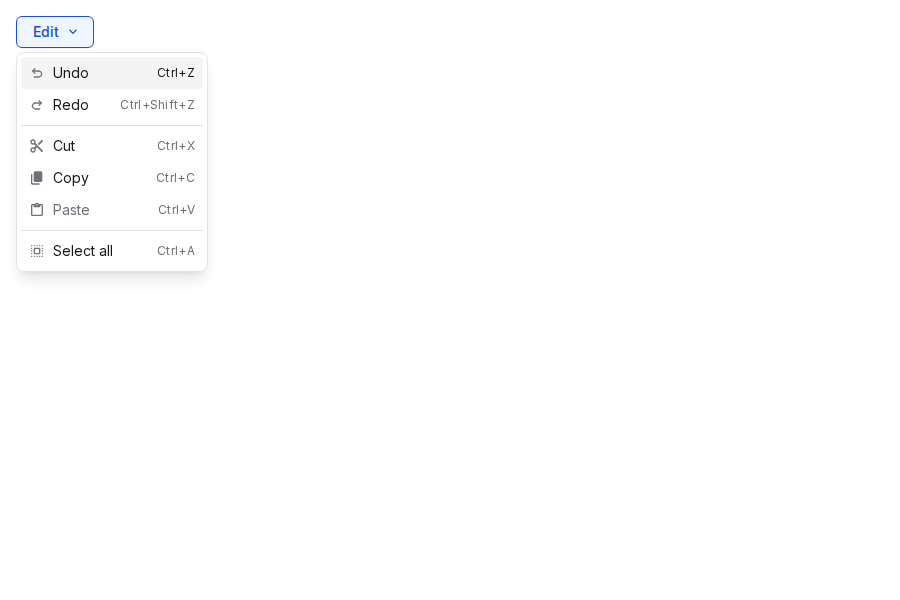 Edit
Undo Ctrl+Z
Redo Ctrl+Shift+Z
Cut Ctrl+X
Copy Ctrl+C
Paste Ctrl+V
Select all Ctrl+A